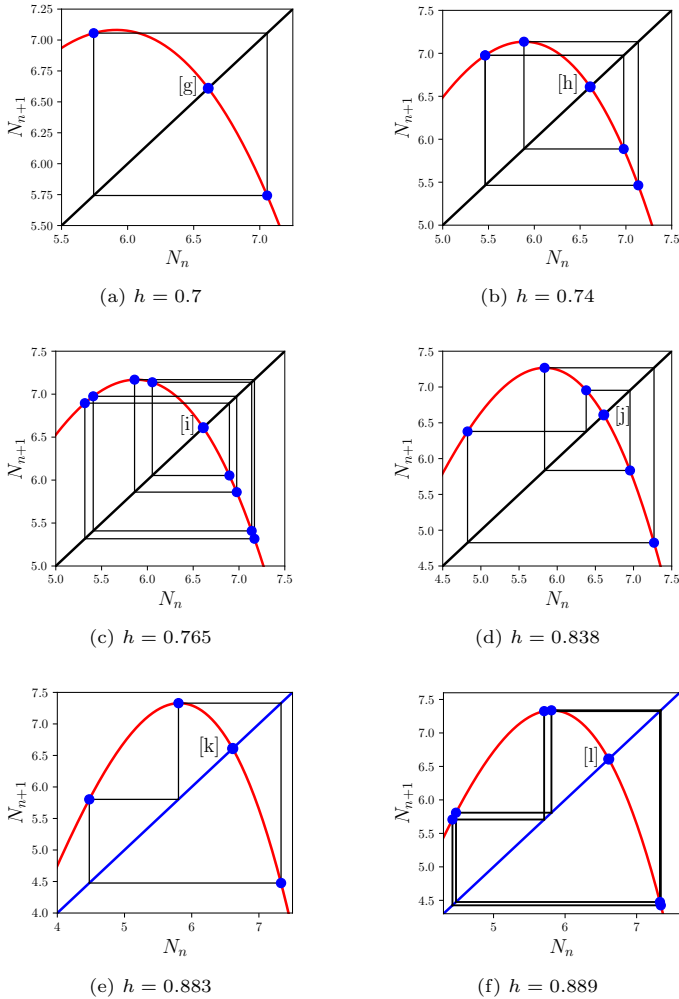 7.25
7.00
6.75
6.50
6.25
6.00
5.75
5.50
N_{n+1}
[g]
5.5 6.0 6.5 7.0
N_n
(a) h = 0.7
7.5
7.0
6.5
6.0
5.5
5.0
N_{n+1}
[h]
5.0 5.5 6.0 6.5 7.0 7.5
N_n
(b) h = 0.74
7.5
7.0
6.5
6.0
5.5
5.0
N_{n+1}
[i]
5.0 5.5 6.0 6.5 7.0 7.5
N_n
(c) h = 0.765
7.5
7.0
6.5
6.0
5.5
5.0
4.5
N_{n+1}
[j]
4.5 5.0 5.5 6.0 6.5 7.0 7.5
N_n
(d) h = 0.838
7.5
7.0
6.5
6.0
5.5
5.0
4.5
4.0
N_{n+1}
[k]
4 5 6 7
N_n
(e) h = 0.883
7.5
7.0
6.5
6.0
5.5
5.0
4.5
N_{n+1}
[l]
5 6 7
N_n
(f) h = 0.889